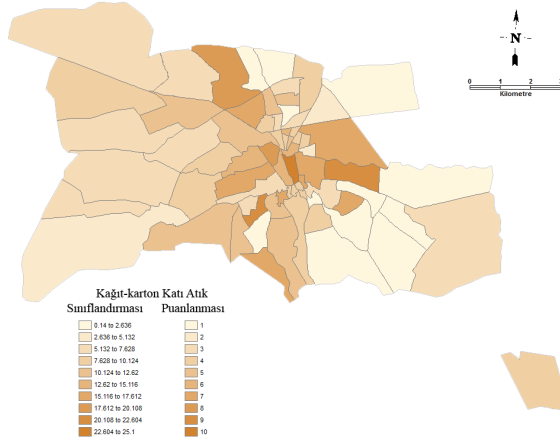 N
0 1 2 3
Kilometre
Kağıt-karton Katı Atık
Sınıflandırması Puanlanması
0.14 to 2.636 1
2.636 to 5.132 2
5.132 to 7.628 3
7.628 to 10.124 4
10.124 to 12.62 5
12.62 to 15.116 6
15.116 to 17.612 7
17.612 to 20.108 8
20.108 to 22.604 9
22.604 to 25.1 10